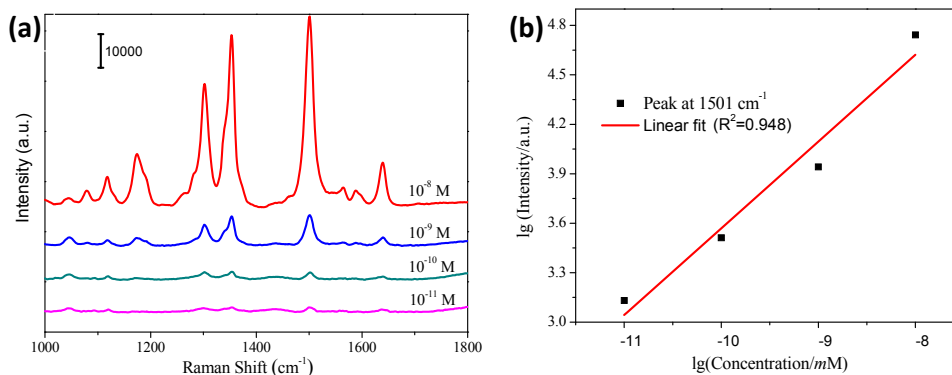 (a)
10000
Intensity (a.u.)
10⁻⁸ M
10⁻⁹ M
10⁻¹⁰ M
10⁻¹¹ M
1000 1200 1400 1600 1800
Raman Shift (cm⁻¹)
(b)
lg (Intensity/a.u.)
4.8
4.5
4.2
3.9
3.6
3.3
3.0
Peak at 1501 cm⁻¹
Linear fit (R²=0.948)
-11 -10 -9 -8
lg(Concentration/mM)